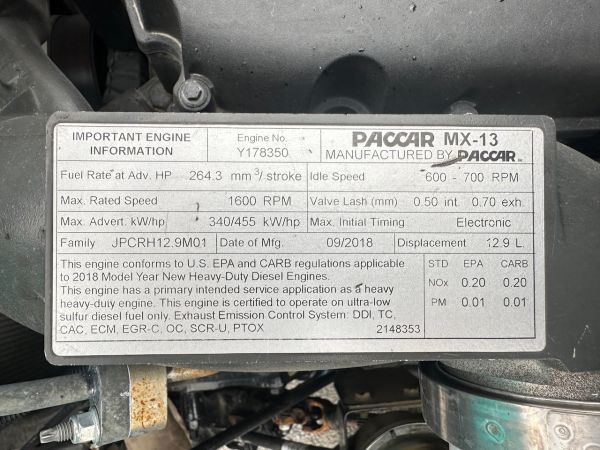 IMPORTANT ENGINE INFORMATION
Engine No. Y178350
PACCAR MX-13
MANUFACTURED BY PACCAR
Fuel Rate at Adv. HP 264.3 mm³/stroke Idle Speed 600 - 700 RPM
Max. Rated Speed 1600 RPM Valve Lash (mm) 0.50 int. 0.70 exh.
Max. Advert. kW/hp 340/455 kW/hp Max. Initial Timing Electronic
Family JPCRH12.9M01 Date of Mfg. 09/2018 Displacement 12.9 L
This engine conforms to U.S. EPA and CARB regulations applicable
to 2018 Model Year New Heavy-Duty Diesel Engines.
This engine has a primary intended service application as a heavy
heavy-duty engine. This engine is certified to operate on ultra-low
sulfur diesel fuel only. Exhaust Emission Control System: DDI, TC,
CAC, ECM, EGR-C, OC, SCR-U, PTOX 2148353
STD EPA CARB
NOx 0.20 0.20
PM 0.01 0.01